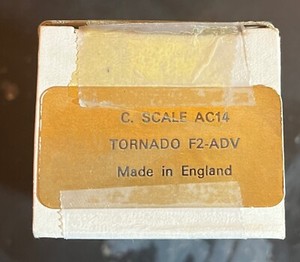 C. SCALE AC14
TORNADO F2-ADV
Made in England